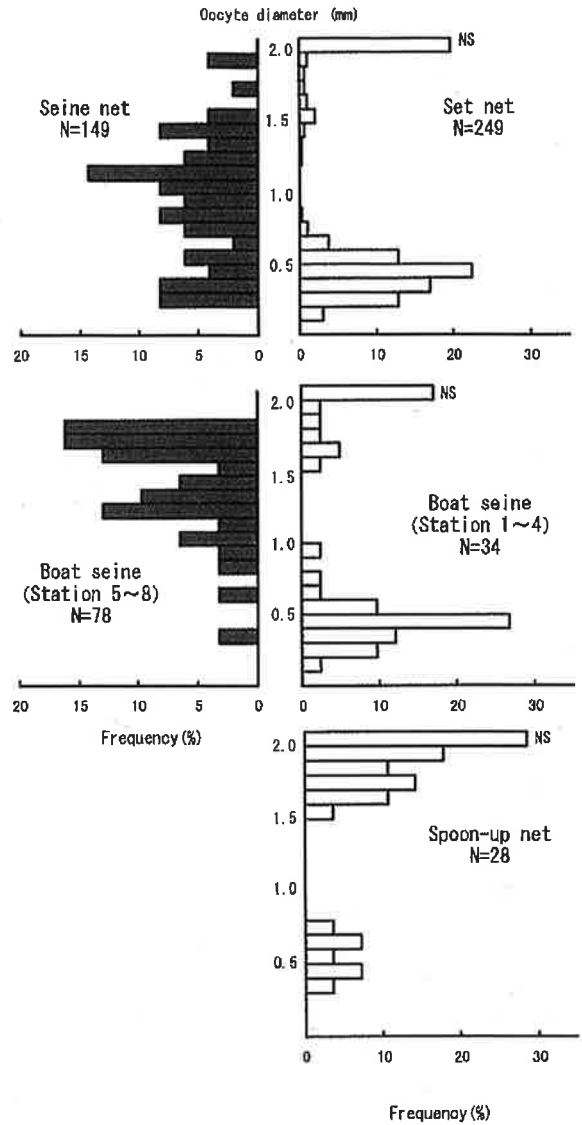 Oocyte diameter (mm)
2.0
NS
Seine net
N=149
Set net
N=249
1.5
1.0
0.5
20 15 10 5 0
0 10 20 30
2.0
NS
1.5
Boat seine
(Station 1~4)
N=34
1.0
Boat seine
(Station 5~8)
N=78
0.5
20 15 10 5 0
0 10 20 30
Frequency(%)
2.0
NS
1.5
Spoon-up net
N=28
1.0
0.5
0 10 20 30
Frequency(%)